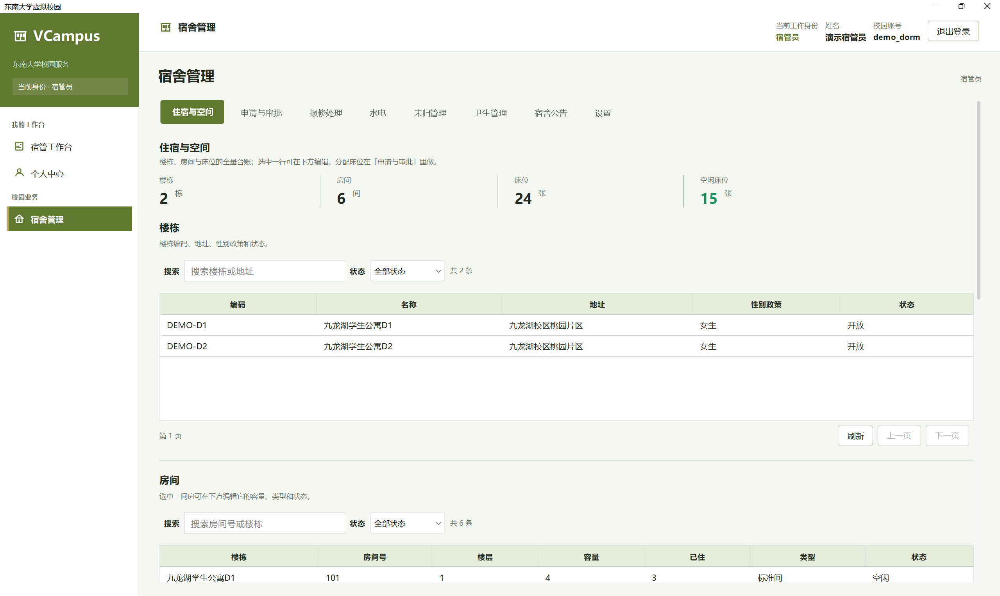 东南大学虚拟校园
VCampus
东南大学校园服务
当前身份 · 宿管员
我的工作台
宿管工作台
个人中心
校园业务
宿舍管理
宿舍管理
当前工作身份 姓名 校园账号
宿管员 演示宿管员 demo_dorm
退出登录
宿舍管理
宿管员
住宿与空间 申请与审批 报修处理 水电 未归管理 卫生管理 宿舍公告 设置
住宿与空间
楼栋、房间与床位的全量台账；选中一行可在下方编辑。分配床位在「申请与审批」里做。
楼栋 房间 床位 空闲床位
2 栋 6 间 24 张 15 张
楼栋
楼栋编码、地址、性别政策和状态。
搜索 搜索楼栋或地址 状态 全部状态 共 2 条
编码 名称 地址 性别政策 状态
DEMO-D1 九龙湖学生公寓D1 九龙湖校区桃园片区 女生 开放
DEMO-D2 九龙湖学生公寓D2 九龙湖校区桃园片区 女生 开放
第 1 页 刷新 上一页 下一页
房间
选中一间房可在下方编辑它的容量、类型和状态。
搜索 搜索房间号或楼栋 状态 全部状态 共 6 条
楼栋 房间号 楼层 容量 已住 类型 状态
九龙湖学生公寓D1 101 1 4 3 标准间 空闲